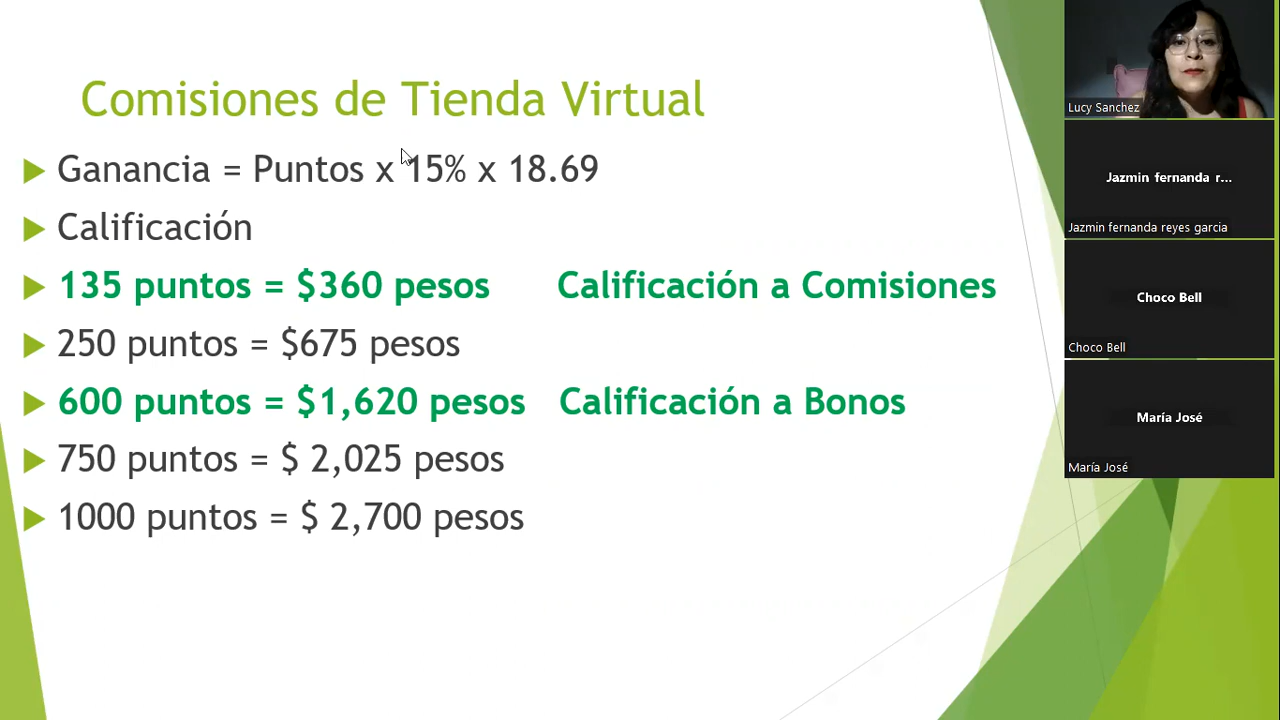 Comisiones de Tienda Virtual
Ganancia = Puntos x 15% x 18.69
Calificación
135 puntos = $360 pesos Calificación a Comisiones
250 puntos = $675 pesos
600 puntos = $1,620 pesos Calificación a Bonos
750 puntos = $ 2,025 pesos
1000 puntos = $ 2,700 pesos
Lucy Sanchez
Jazmin fernanda r...
Jazmin fernanda reyes garcia
Choco Bell
Choco Bell
María José
María José